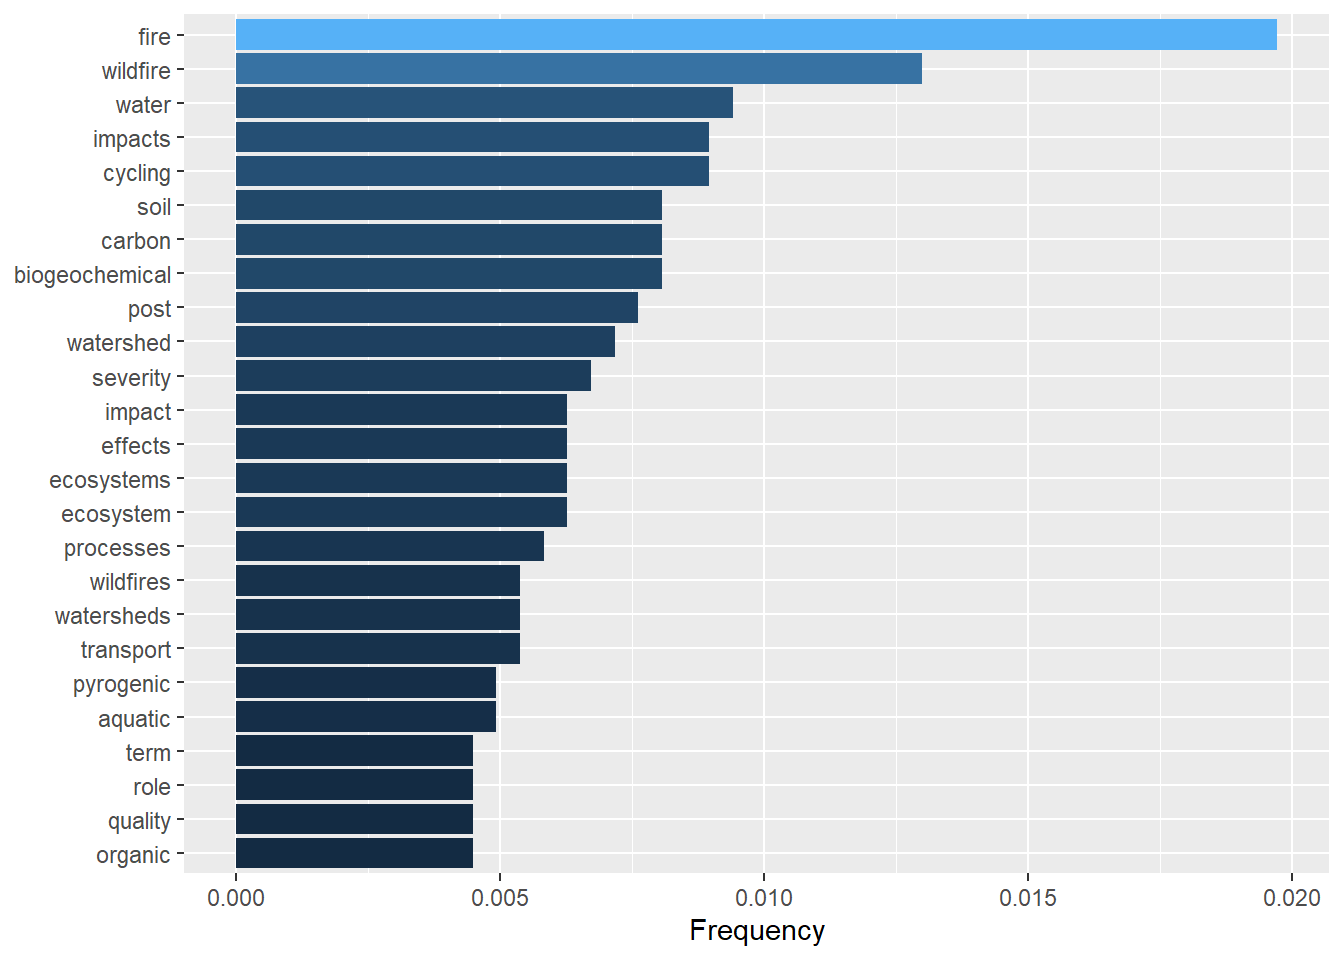 fire
wildfire
water
impacts
cycling
soil
carbon
biogeochemical
post
watershed
severity
impact
effects
ecosystems
ecosystem
processes
wildfires
watersheds
transport
pyrogenic
aquatic
term
role
quality
organic
0.000 0.005 0.010 0.015 0.020
Frequency